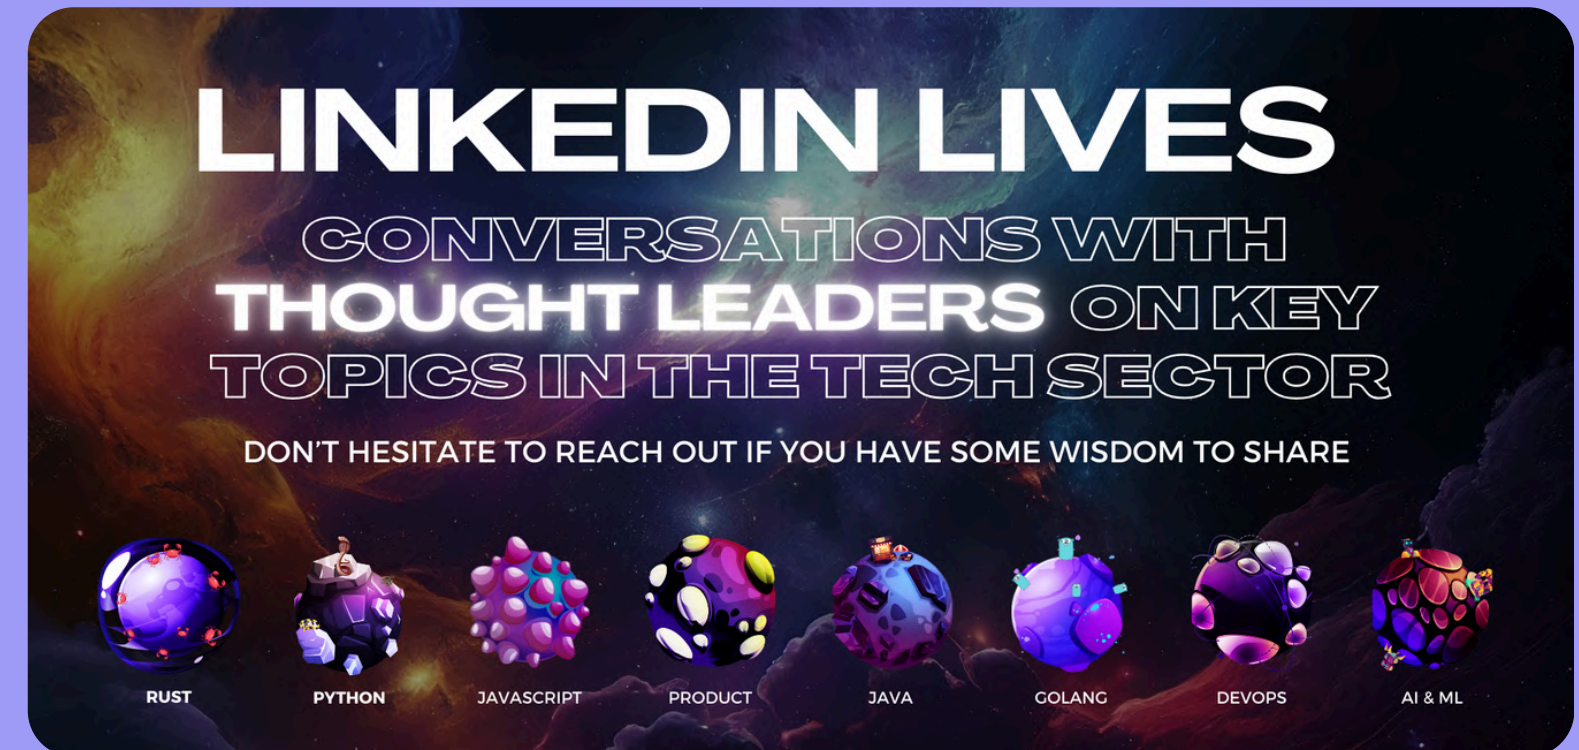 LINKEDIN LIVES
CONVERSATIONS WITH
THOUGHT LEADERS ON KEY
TOPICS IN THE TECH SECTOR
DON'T HESITATE TO REACH OUT IF YOU HAVE SOME WISDOM TO SHARE
RUST PYTHON JAVASCRIPT PRODUCT JAVA GOLANG DEVOPS AI & ML